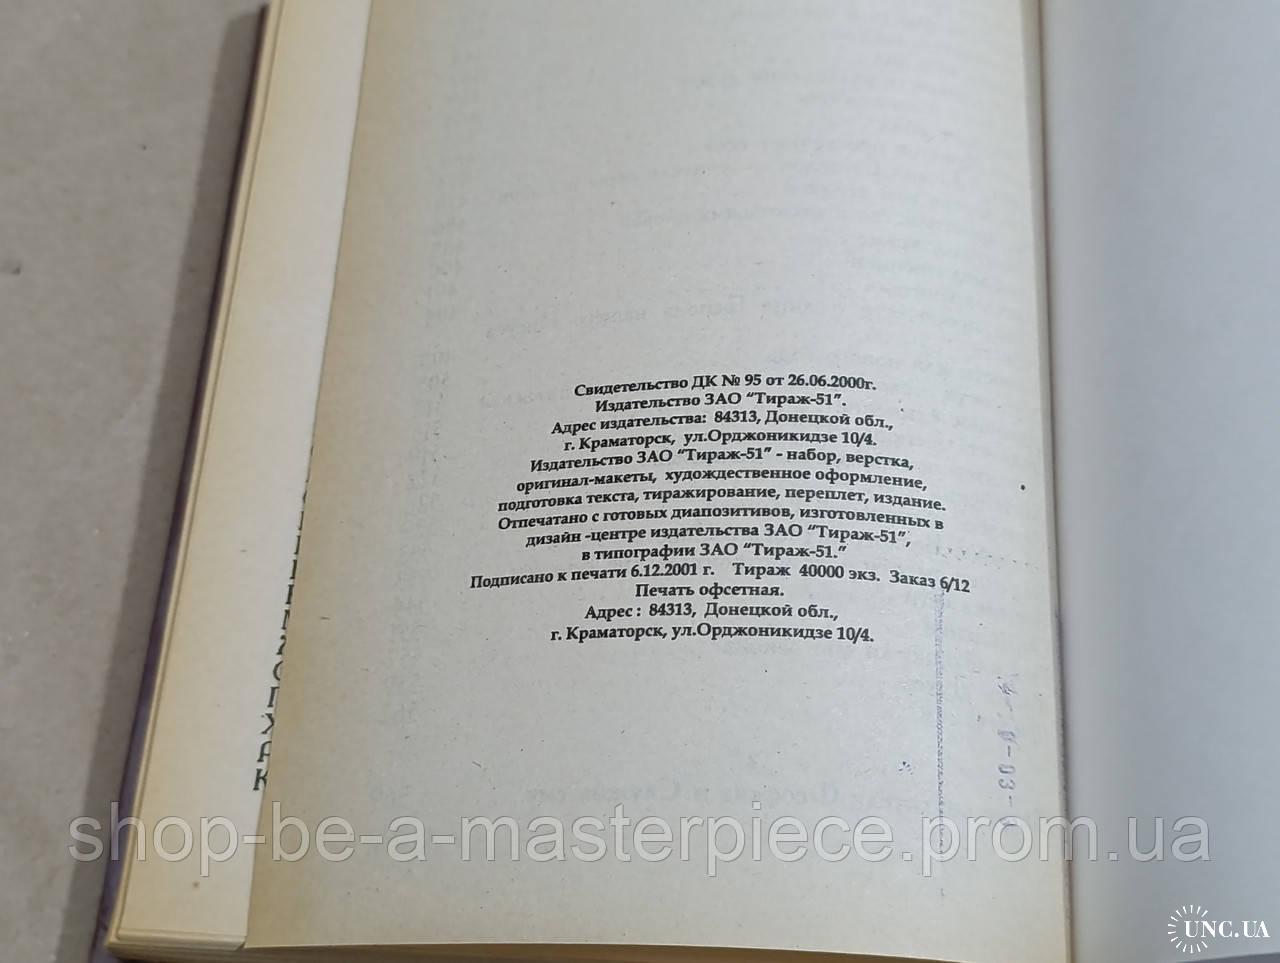 Свидетельство ДК № 95 от 26.06.2000г.
Издательство ЗАО “Тираж-51”.
Адрес издательства: 84313, Донецкой обл.,
г. Краматорск, ул.Орджоникидзе 10/4.
Издательство ЗАО “Тираж-51” - набор, верстка,
оригинал-макеты, худождественное оформление,
подготовка текста, тиражирование, переплет, издание.
Отпечатано с готовых диапозитивов, изготовленных в
дизайн -центре издательства ЗАО “Тираж-51”,
в типографии ЗАО “Тираж-51.”
Подписано к печати 6.12.2001 г. Тираж 40000 экз. Заказ 6/12
Печать офсетная.
Адрес : 84313, Донецкой обл.,
г. Краматорск, ул.Орджоникидзе 10/4.
shop-be-a-masterpiece.prom.ua
UNC.UA